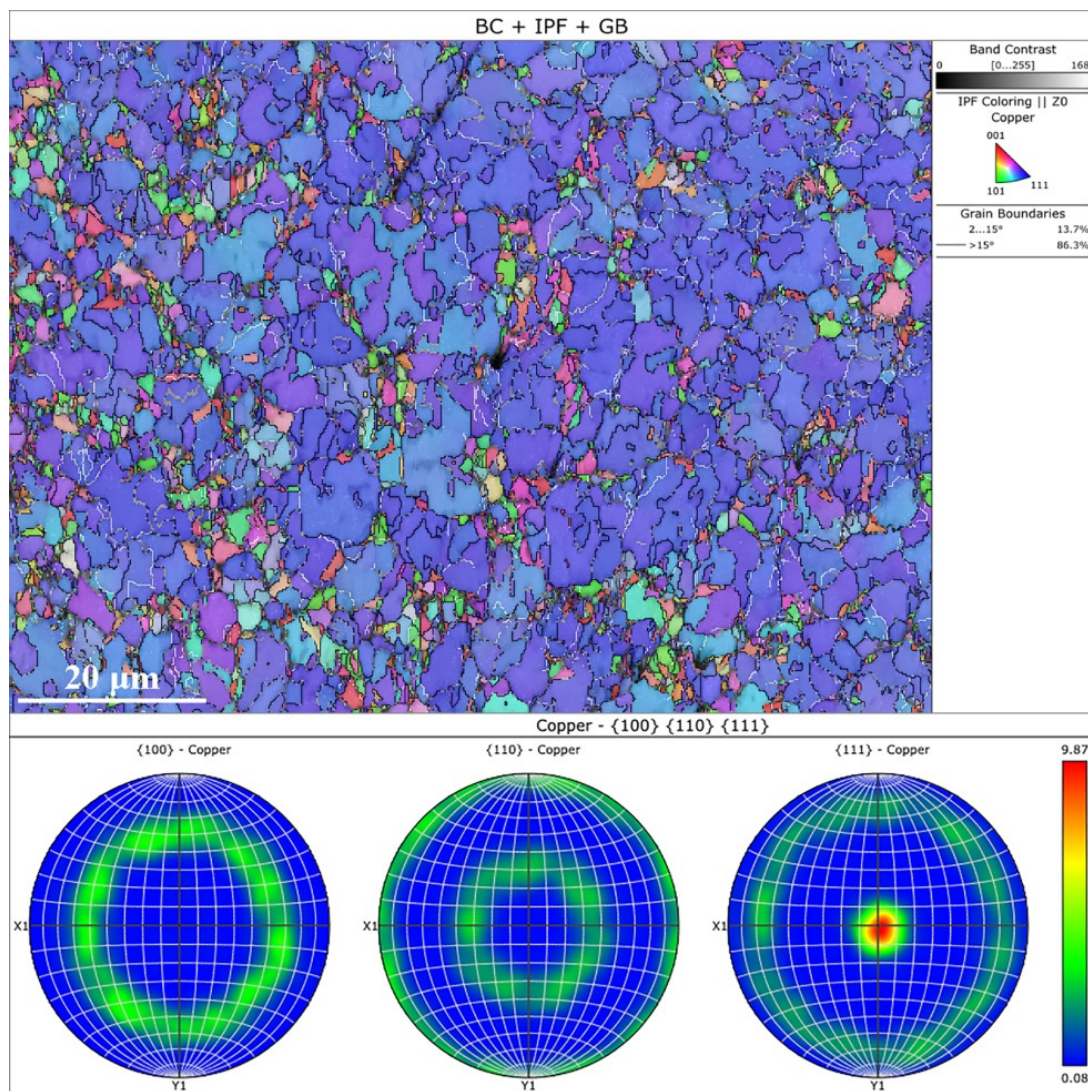 BC + IPF + GB
Band Contrast
0 [0...255] 168
IPF Coloring || Z0
Copper
001
101 111
Grain Boundaries
2...15° 13.7%
>15° 86.3%
20 μm
Copper - {100} {110} {111}
{100} - Copper {110} - Copper {111} - Copper
9.87
X1 X1 X1
Y1 Y1 Y1
0.08